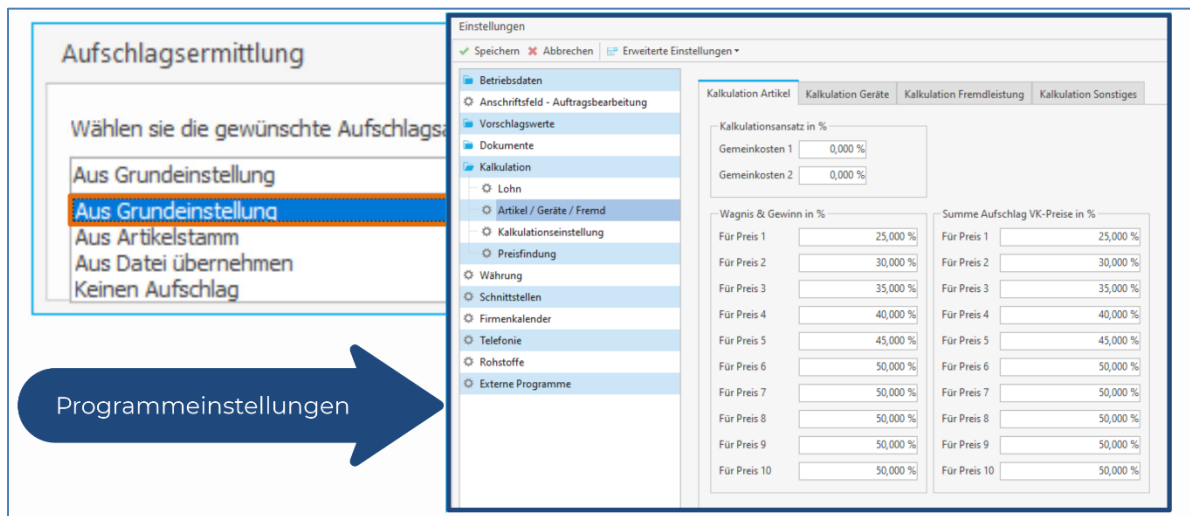 Aufschlagsermittlung
Wählen sie die gewünschte
Aus Grundeinstellung
Aus Grundeinstellung
Aus Artikelstamm
Aus Datei übernehmen
Keinen Aufschlag
Programmeinstellungen
Einstellungen
Speichern Abbrechen Erweiterte Einstellungen
Betriebsdaten
Anschriftsfeld - Auftragsbearbeitung
Vorschlagswerte
Dokumente
Kalkulation
Lohn
Artikel / Geräte / Fremd
Kalkulationseinstellung
Preisfindung
Währung
Schnittstellen
Firmenkalender
Telefonie
Rohstoffe
Externe Programme
Kalkulation Artikel Kalkulation Geräte Kalkulation Fremdleistung Kalkulation Sonstiges
Kalkulationsansatz in %
Gemeinkosten 1 0,000 %
Gemeinkosten 2 0,000 %
Wagnis & Gewinn in %
Für Preis 1 25,000 %
Für Preis 2 30,000 %
Für Preis 3 35,000 %
Für Preis 4 40,000 %
Für Preis 5 45,000 %
Für Preis 6 50,000 %
Für Preis 7 50,000 %
Für Preis 8 50,000 %
Für Preis 9 50,000 %
Für Preis 10 50,000 %
Summe Aufschlag VK-Preise in %
Für Preis 1 25,000 %
Für Preis 2 30,000 %
Für Preis 3 35,000 %
Für Preis 4 40,000 %
Für Preis 5 45,000 %
Für Preis 6 50,000 %
Für Preis 7 50,000 %
Für Preis 8 50,000 %
Für Preis 9 50,000 %
Für Preis 10 50,000 %